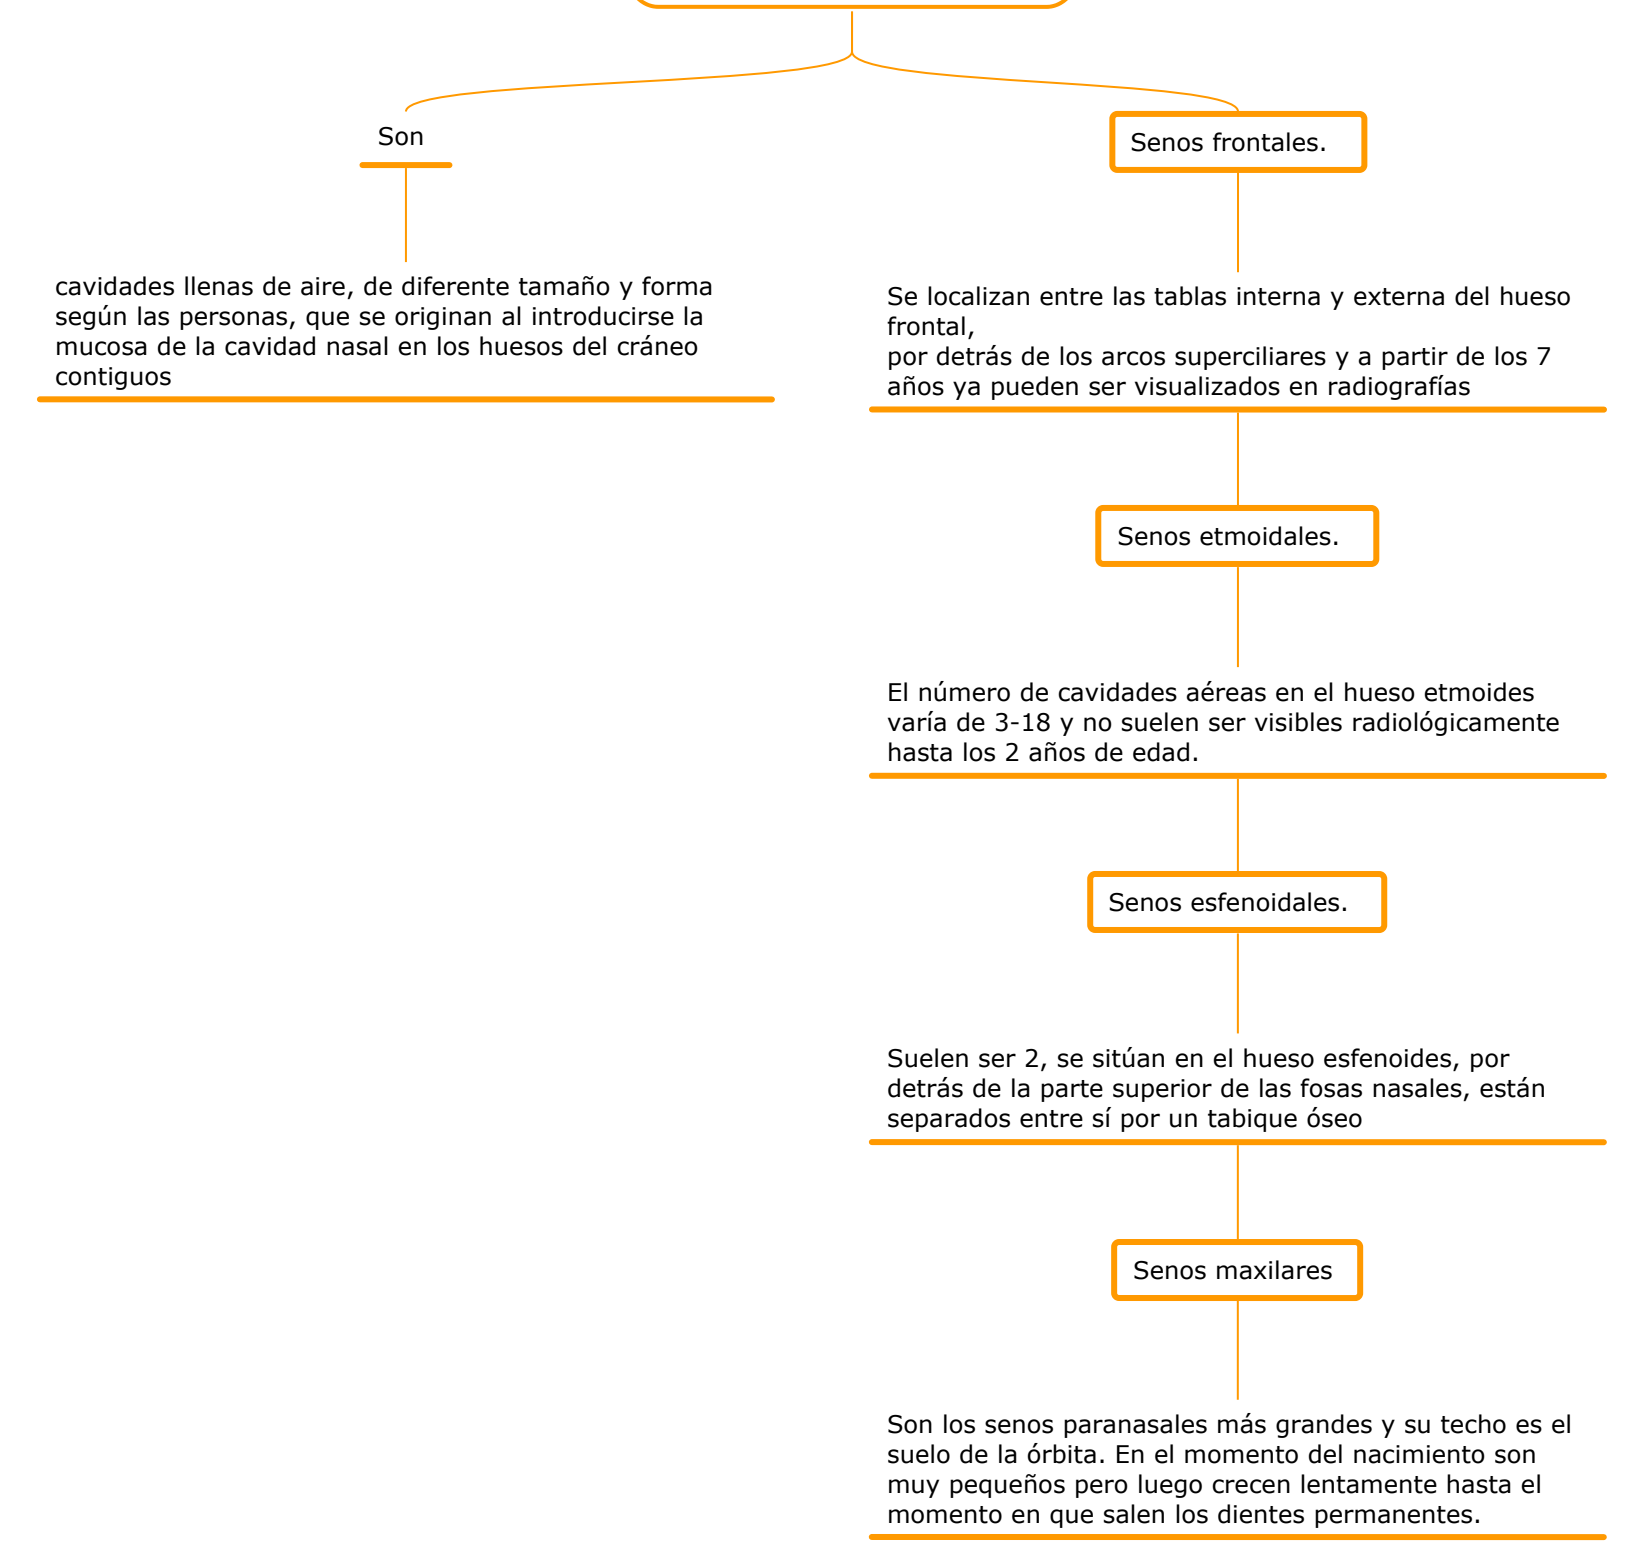 Son
Senos frontales.
cavidades llenas de aire, de diferente tamaño y forma
según las personas, que se originan al introducirse la
mucosa de la cavidad nasal en los huesos del cráneo
contiguos
Se localizan entre las tablas interna y externa del hueso
frontal,
por detrás de los arcos superciliares y a partir de los 7
años ya pueden ser visualizados en radiografías
Senos etmoidales.
El número de cavidades aéreas en el hueso etmoides
varía de 3-18 y no suelen ser visibles radiológicamente
hasta los 2 años de edad.
Senos esfenoidales.
Suelen ser 2, se sitúan en el hueso esfenoides, por
detrás de la parte superior de las fosas nasales, están
separados entre sí por un tabique óseo
Senos maxilares
Son los senos paranasales más grandes y su techo es el
suelo de la órbita. En el momento del nacimiento son
muy pequeños pero luego crecen lentamente hasta el
momento en que salen los dientes permanentes.